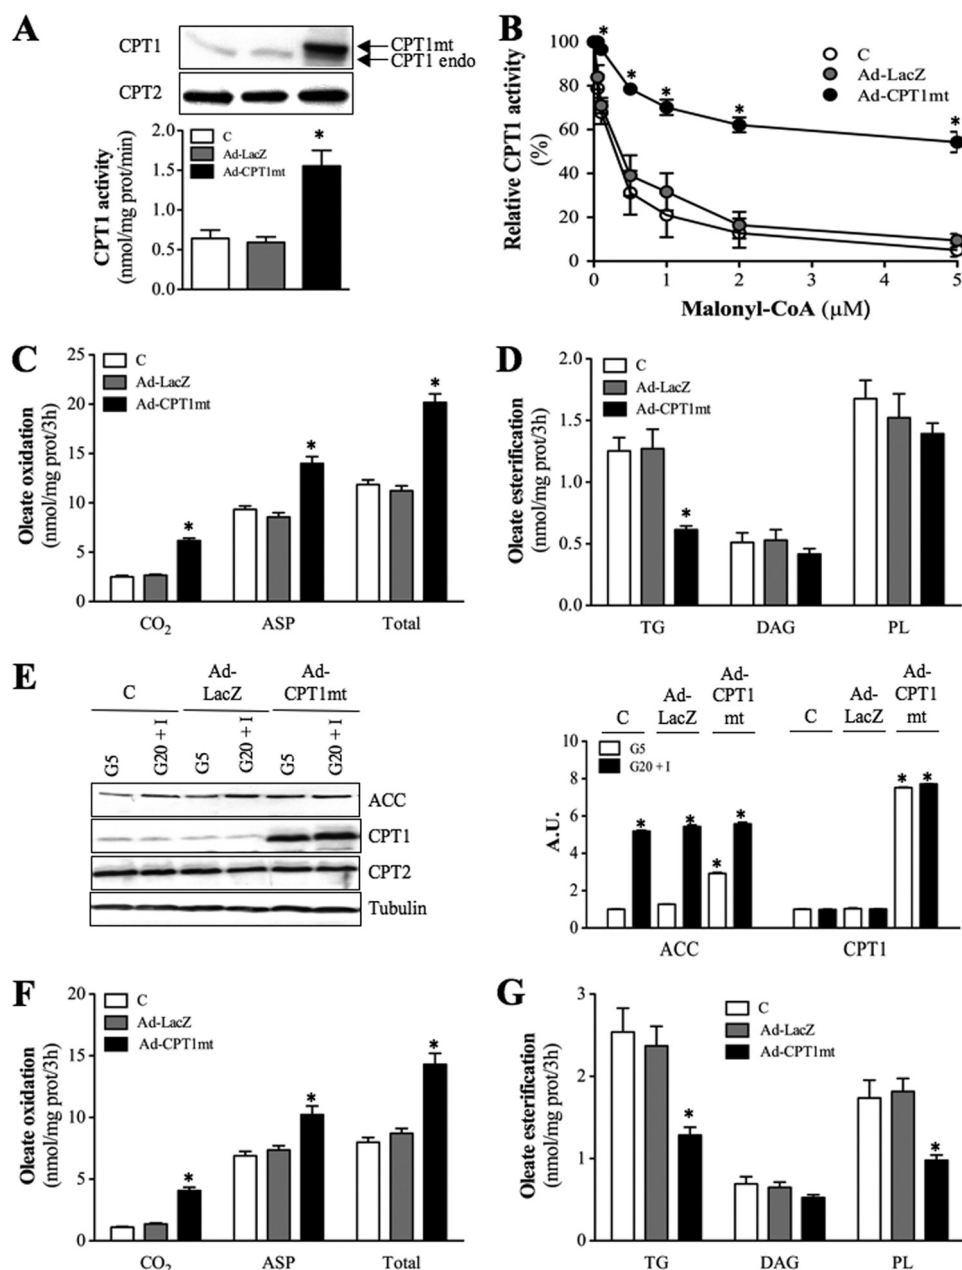 A
CPT1
CPT1mt
CPT1 endo
CPT2
C
Ad-LacZ
Ad-CPT1mt
CPT1 activity
(nmol/mg prot/min)
2.0
1.5
1.0
0.5
0.0
*
B
Relative CPT1 activity
(%)
100
80
60
40
20
0
* * * * *
C
Ad-LacZ
Ad-CPT1mt
0 1 2 3 4 5
Malonyl-CoA (µM)
C
Oleate oxidation
(nmol/mg prot/3h)
25
20
15
10
5
0
C
Ad-LacZ
Ad-CPT1mt
* * *
CO2 ASP Total
D
Oleate esterification
(nmol/mg prot/3h)
2.0
1.5
1.0
0.5
0.0
C
Ad-LacZ
Ad-CPT1mt
*
TG DAG PL
E
C
Ad-
LacZ
Ad-
CPT1mt
G5 G20 + I G5 G20 + I G5 G20 + I
ACC
CPT1
CPT2
Tubulin
C
Ad-
LacZ
Ad-
CPT1
mt
C
Ad-
LacZ
Ad-
CPT1
mt
G5
G20 + I
A.U.
10
8
6
4
2
0
* * * * * *
ACC CPT1
F
Oleate oxidation
(nmol/mg prot/3h)
20
15
10
5
0
C
Ad-LacZ
Ad-CPT1mt
* * *
CO2 ASP Total
G
Oleate esterification
(nmol/mg prot/3h)
3
2
1
0
C
Ad-LacZ
Ad-CPT1mt
* *
TG DAG PL